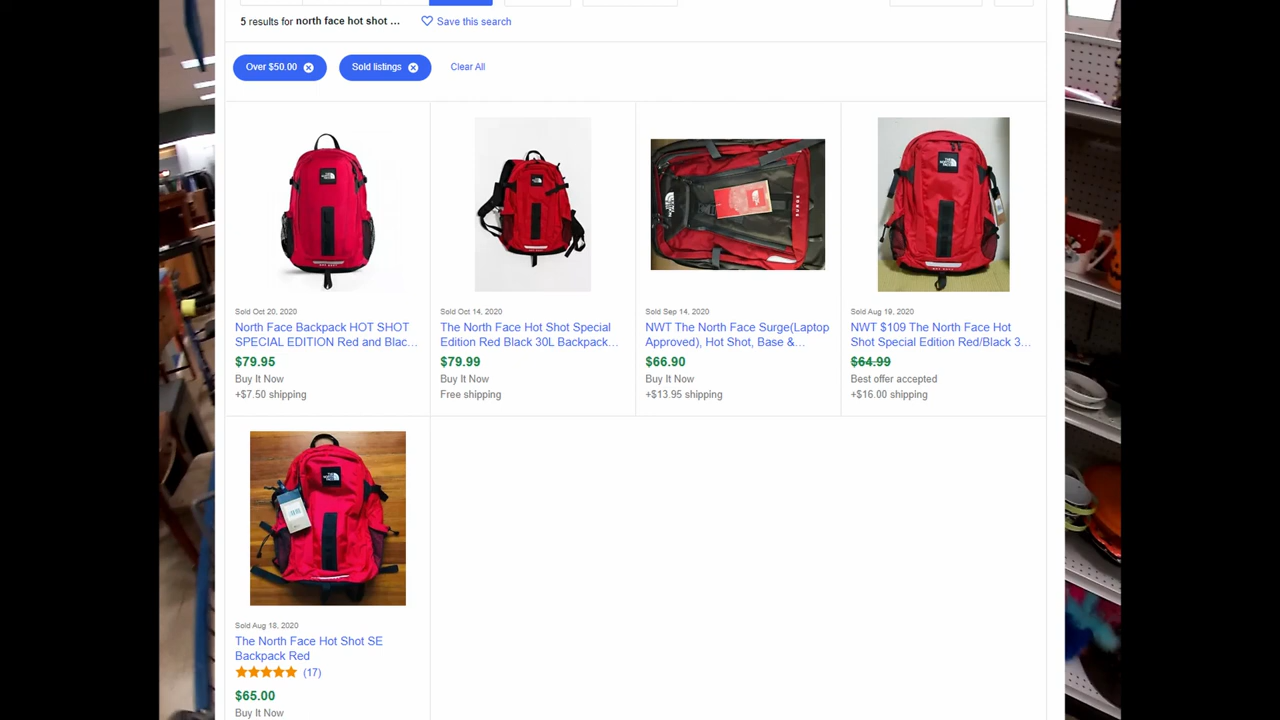 5 results for north face hot shot ...
Save this search
Over $50.00
Sold listings
Clear All
Sold Oct 20, 2020
North Face Backpack HOT SHOT
SPECIAL EDITION Red and Blac...
$79.95
Buy It Now
+$7.50 shipping
Sold Oct 14, 2020
The North Face Hot Shot Special
Edition Red Black 30L Backpack...
$79.99
Buy It Now
Free shipping
Sold Sep 14, 2020
NWT The North Face Surge(Laptop
Approved), Hot Shot, Base &...
$66.90
Buy It Now
+$13.95 shipping
Sold Aug 19, 2020
NWT $109 The North Face Hot
Shot Special Edition Red/Black 3...
$64.99
Best offer accepted
+$16.00 shipping
Sold Aug 18, 2020
The North Face Hot Shot SE
Backpack Red
(17)
$65.00
Buy It Now